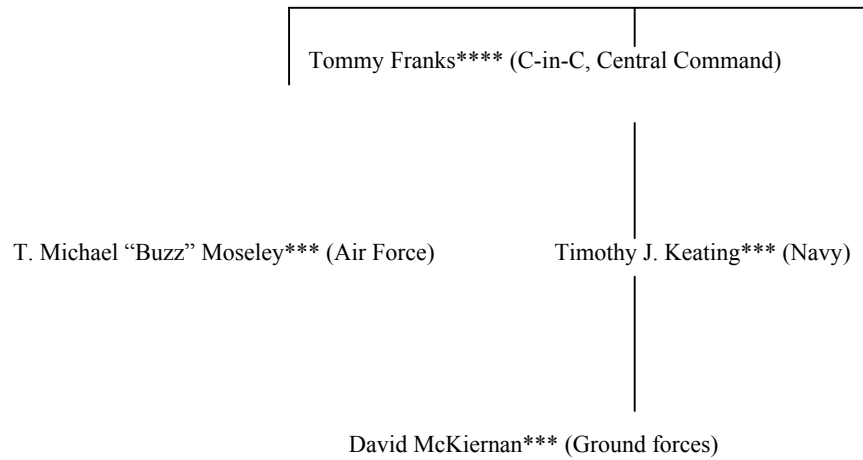 Tommy Franks**** (C-in-C, Central Command)
T. Michael “Buzz” Moseley*** (Air Force)
Timothy J. Keating*** (Navy)
David McKiernan*** (Ground forces)